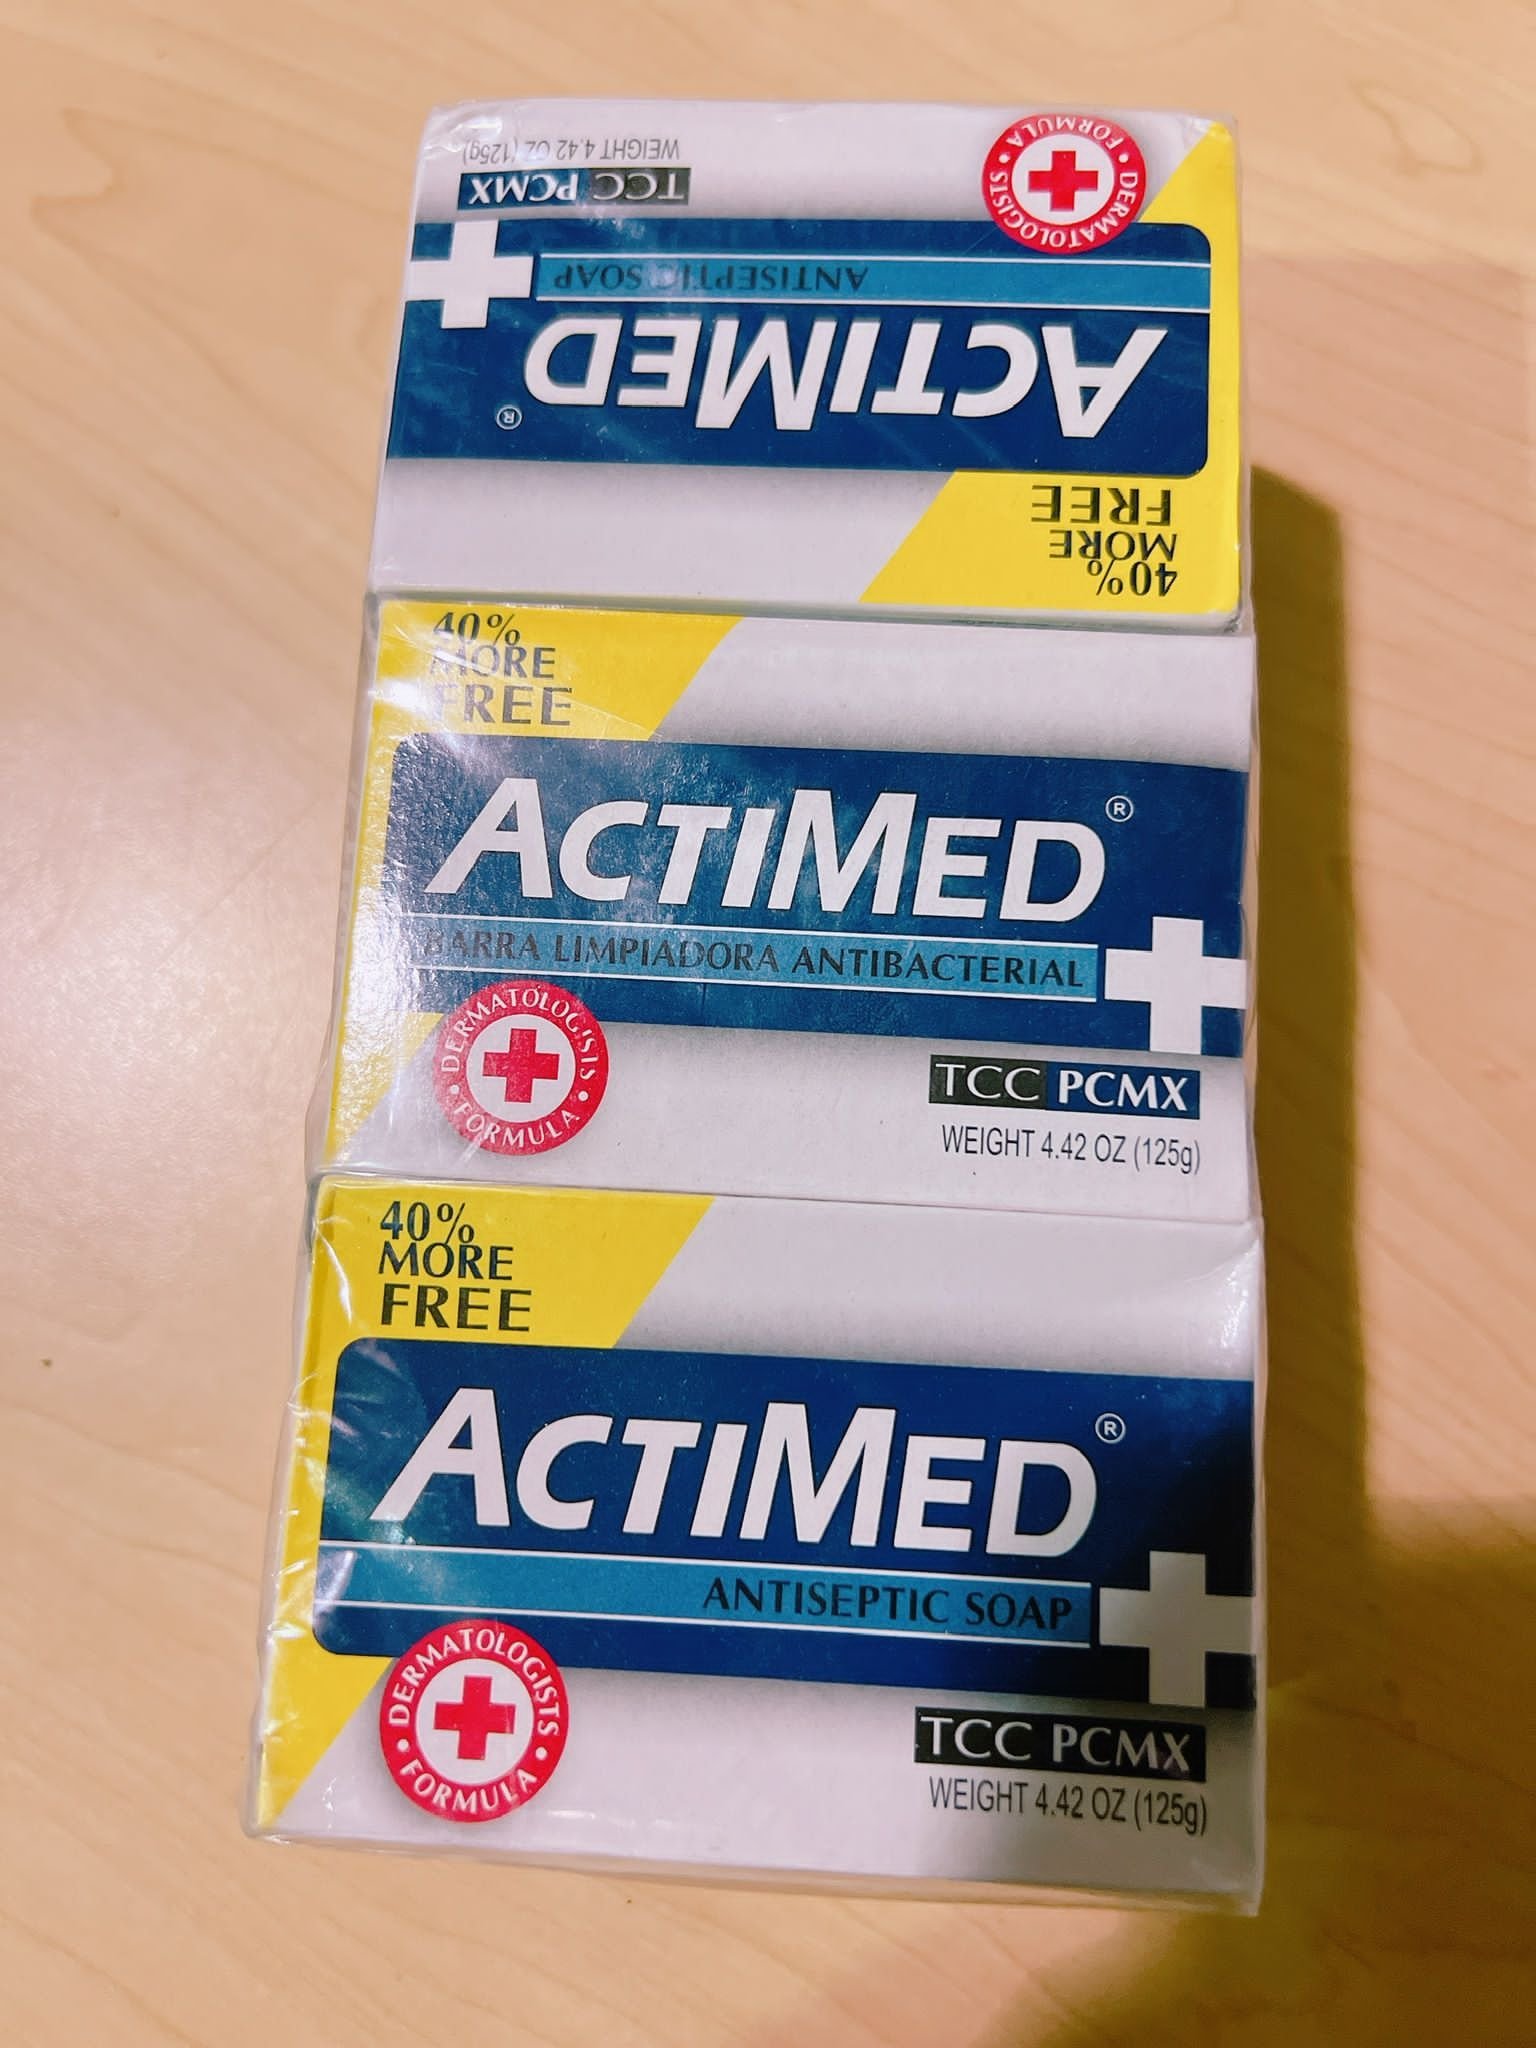 WEIGHT 4.42 OZ (125g)
TCC PCMX
DERMATOLOGISTS FORMULA
ANTISEPTIC SOAP
ACTIMED®
40%
MORE
FREE
40%
MORE
FREE
ACTIMED®
BARRA LIMPIADORA ANTIBACTERIAL
DERMATOLOGISTS FORMULA
TCC PCMX
WEIGHT 4.42 OZ (125g)
40%
MORE
FREE
ACTIMED®
ANTISEPTIC SOAP
DERMATOLOGISTS FORMULA
TCC PCMX
WEIGHT 4.42 OZ (125g)